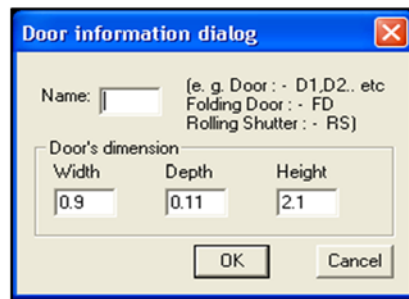 Door information dialog
Name:
(e. g. Door : - D1,D2.. etc
Folding Door : - FD
Rolling Shutter : - RS)
Door's dimension
Width Depth Height
0.9 0.11 2.1
OK Cancel